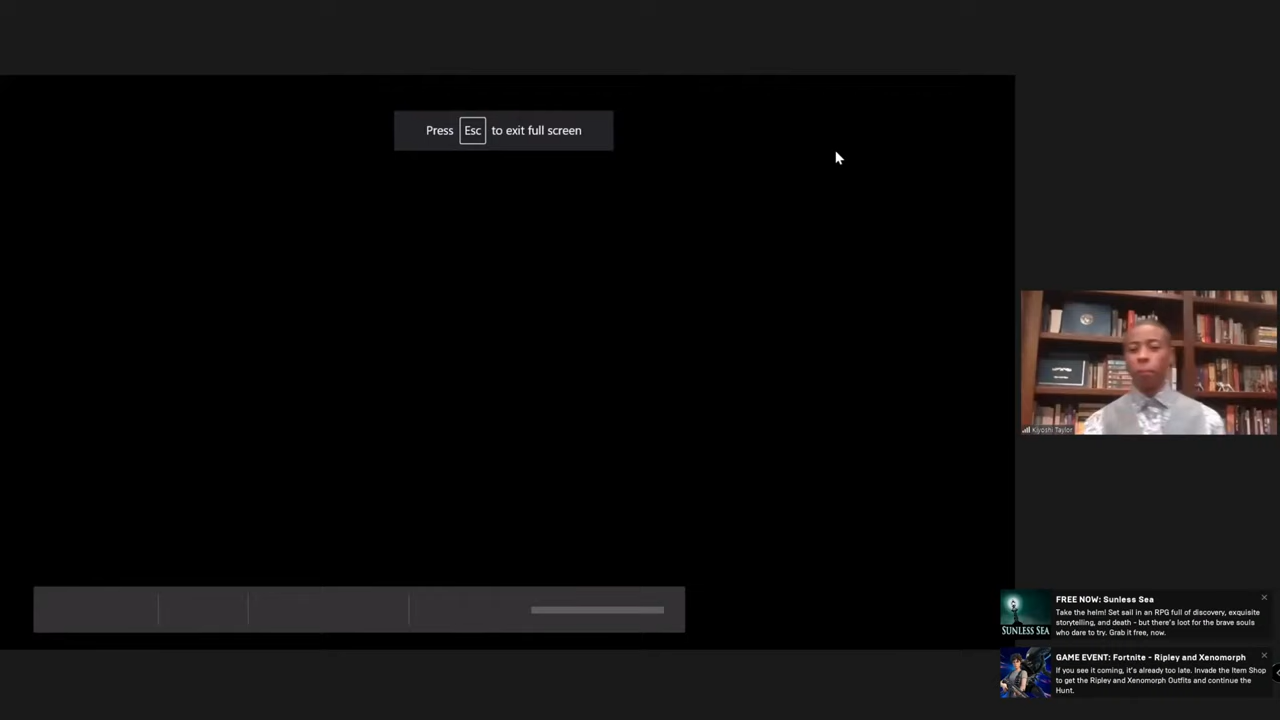 Press Esc to exit full screen
Kiyoshi Taylor
FREE NOW: Sunless Sea
Take the helm! Set sail in an RPG full of discovery, exquisite
storytelling, and death - but there's loot for the brave souls
who dare to try. Grab it free, now.
SUNLESS SEA
GAME EVENT: Fortnite - Ripley and Xenomorph
If you see it coming, it's already too late. Invade the Item Shop
to get the Ripley and Xenomorph Outfits and continue the
Hunt.